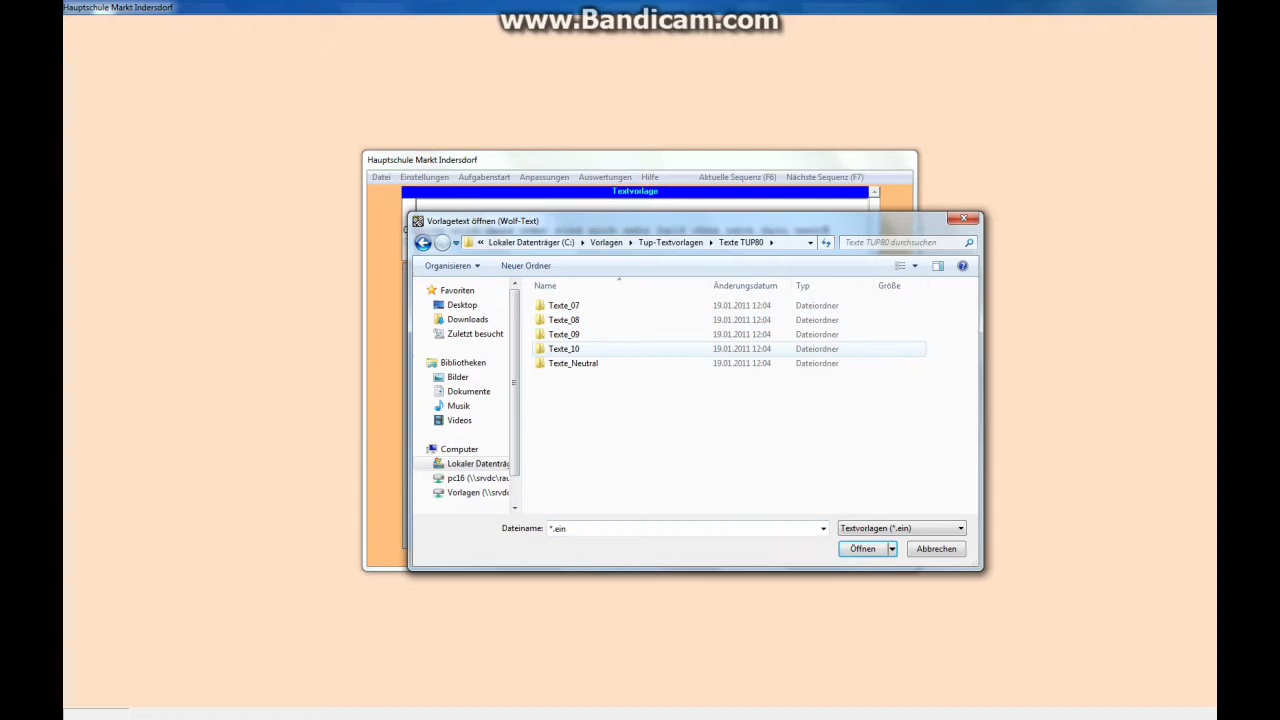 Hauptschule Markt Indersdorf
www.Bandicam.com
Hauptschule Markt Indersdorf
Datei Einstellungen Aufgabenstart Anpassungen Auswertungen Hilfe Aktuelle Sequenz (F6) Nächste Sequenz (F7)
Textvorlage
Vorlagetext öffnen (Wolf-Text)
« Lokaler Datenträger (C:) Vorlagen Tup-Textvorlagen Texte TUP80 Texte TUP80 durchsuchen
Organisieren Neuer Ordner
Name Änderungsdatum Typ Größe
Favoriten
Desktop
Downloads
Zuletzt besucht
Bibliotheken
Bilder
Dokumente
Musik
Videos
Computer
Lokaler Datenträg
pc16 (\\srvdc\rau
Vorlagen (\\srvdc
Texte_07 19.01.2011 12:04 Dateiordner
Texte_08 19.01.2011 12:04 Dateiordner
Texte_09 19.01.2011 12:04 Dateiordner
Texte_10 19.01.2011 12:04 Dateiordner
Texte_Neutral 19.01.2011 12:04 Dateiordner
Dateiname: *.ein Textvorlagen (*.ein)
Öffnen Abbrechen